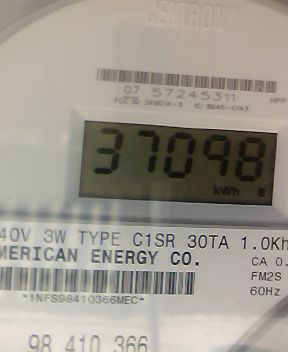 CENTRON
07 57245311
37098
kWh
40V 3W TYPE C1SR 30TA 1.0Kh
MERICAN ENERGY CO.
CA 0.
FM2S
60Hz
*1NFS98410366MEC*
98 410 366